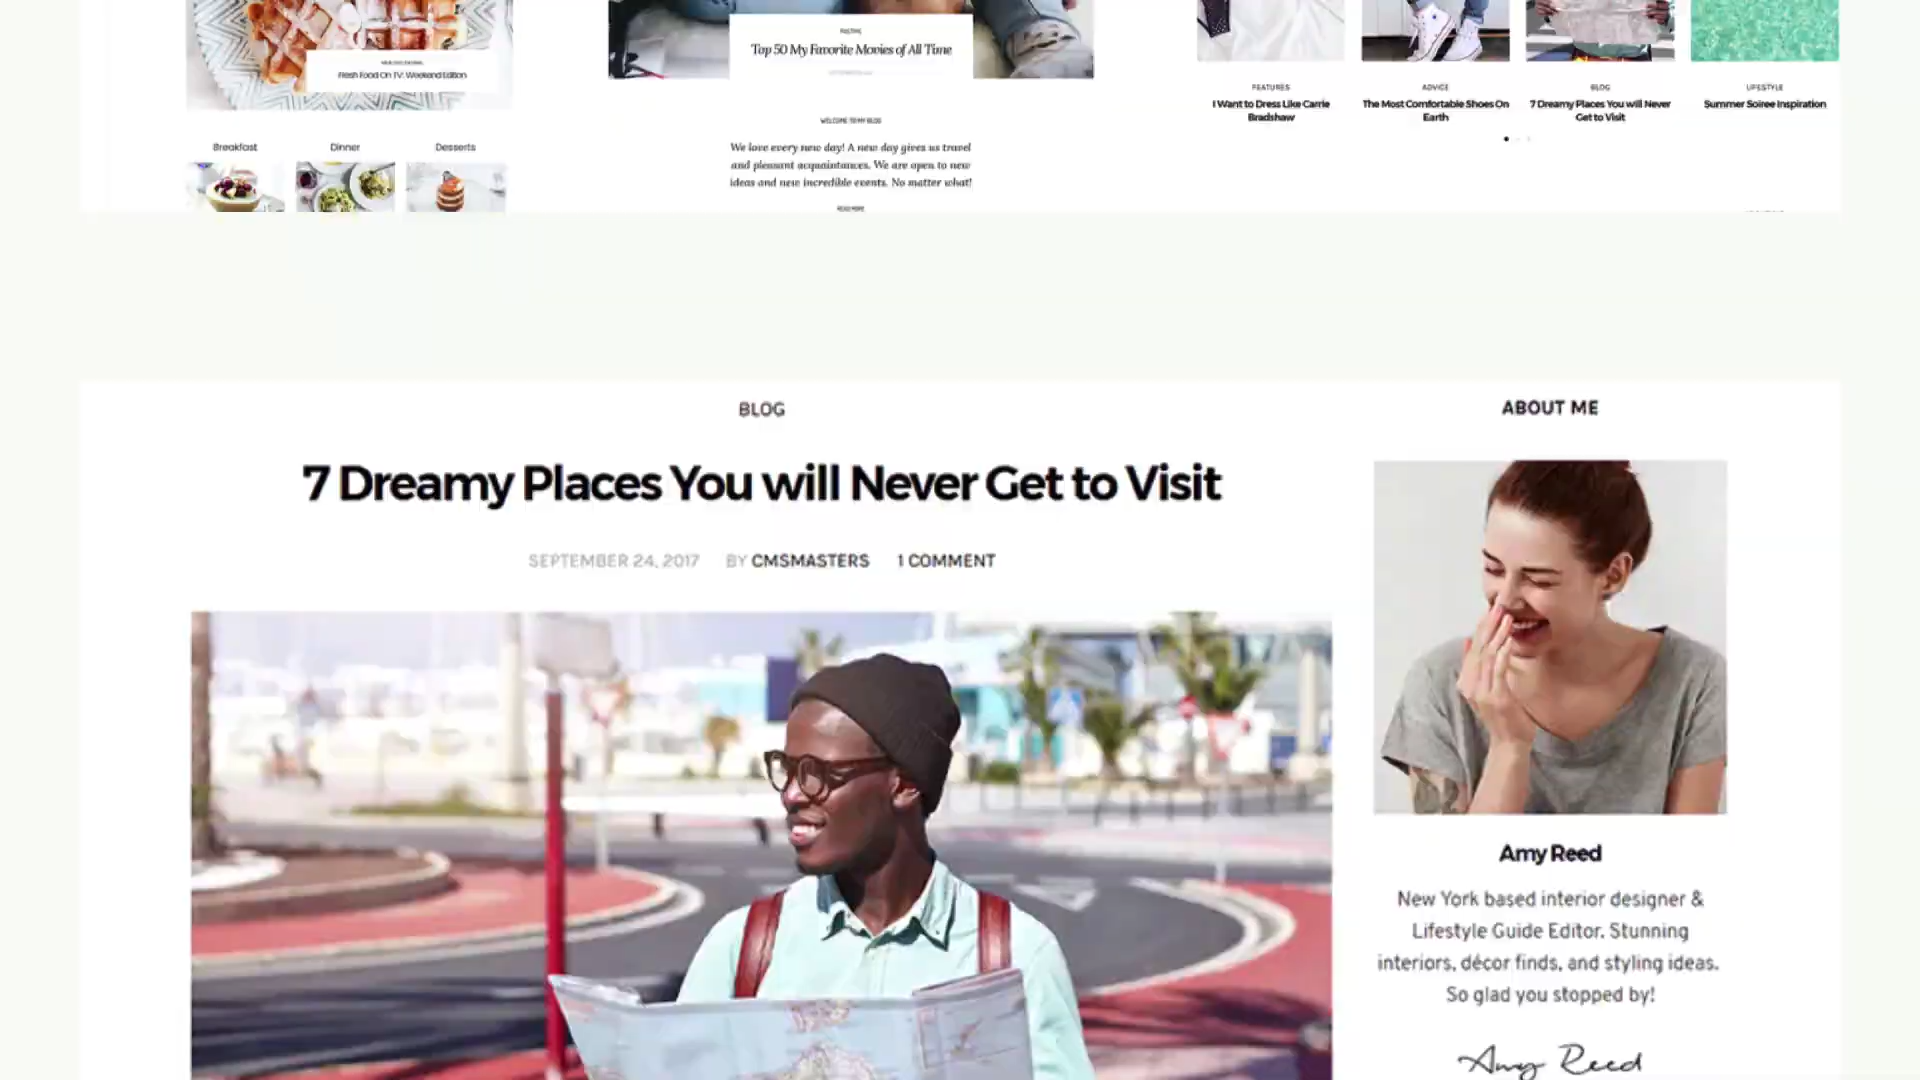 Fresh Food On TV: Weekend Edition
Breakfast
Dinner
Desserts
Top 50 My Favorite Movies of All Time
WELCOME TO MY BLOG
We love every new day! A new day gives us travel
and pleasant acquaintances. We are open to new
ideas and new incredible events. No matter what!
READ MORE
FEATURES
I Want to Dress Like Carrie
Bradshaw
ADVICE
The Most Comfortable Shoes On
Earth
BLOG
7 Dreamy Places You will Never
Get to Visit
LIFESTYLE
Summer Soiree Inspiration
BLOG
7 Dreamy Places You will Never Get to Visit
SEPTEMBER 24, 2017 BY CMSMASTERS 1 COMMENT
ABOUT ME
Amy Reed
New York based interior designer &
Lifestyle Guide Editor. Stunning
interiors, décor finds, and styling ideas.
So glad you stopped by!
Amy Reed